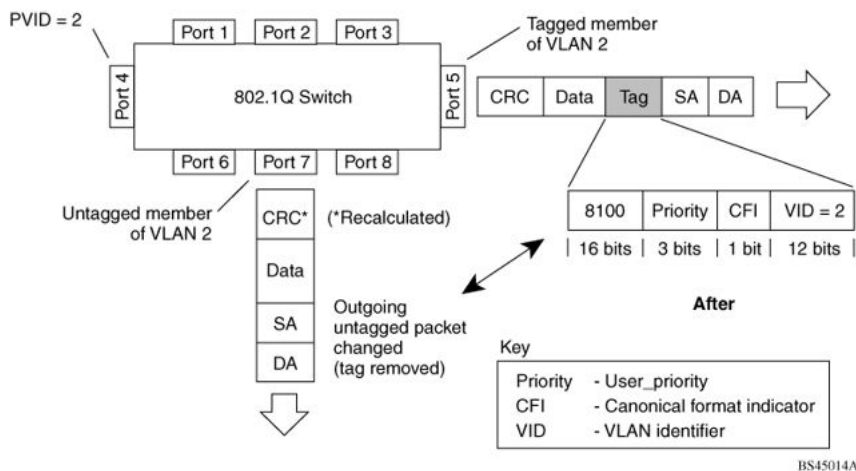 PVID = 2
Port 1
Port 2
Port 3
Tagged member
of VLAN 2
Port 4
802.1Q Switch
Port 5
CRC
Data
Tag
SA
DA
Port 6
Port 7
Port 8
Untagged member
of VLAN 2
CRC*
(*Recalculated)
Data
SA
DA
Outgoing
untagged packet
changed
(tag removed)
8100
Priority
CFI
VID = 2
16 bits
3 bits
1 bit
12 bits
After
Key
Priority - User_priority
CFI - Canonical format indicator
VID - VLAN identifier
BS45014A